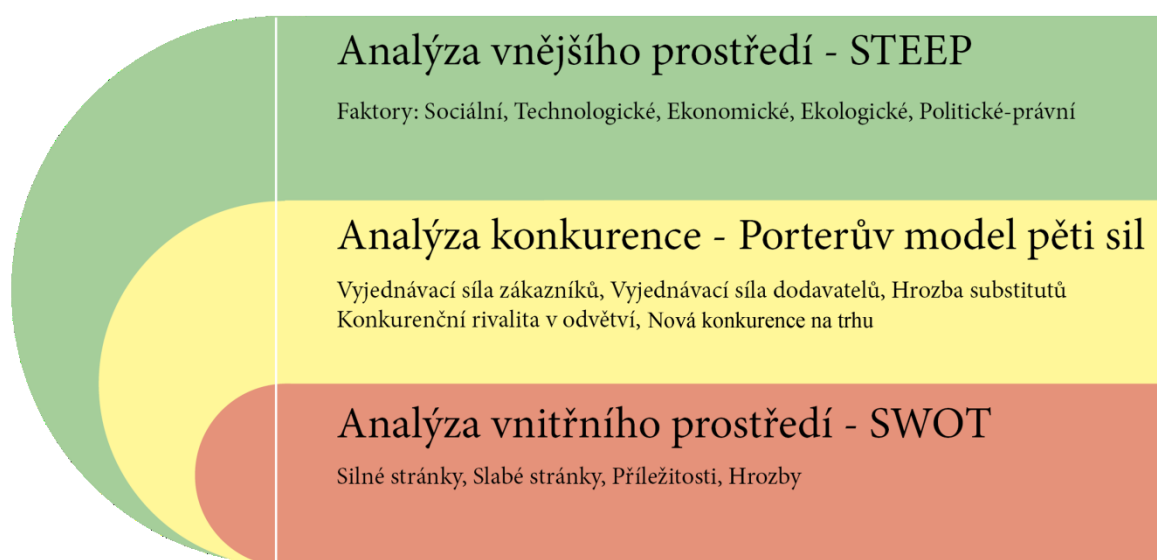 Analýza vnějšího prostředí - STEEP
Faktory: Sociální, Technologické, Ekonomické, Ekologické, Politické-právní
Analýza konkurence - Porterův model pěti sil
Vyjednávací síla zákazníků, Vyjednávací síla dodavatelů, Hrozba substitutů
Konkurenční rivalita v odvětví, Nová konkurence na trhu
Analýza vnitřního prostředí - SWOT
Silné stránky, Slabé stránky, Příležitosti, Hrozby